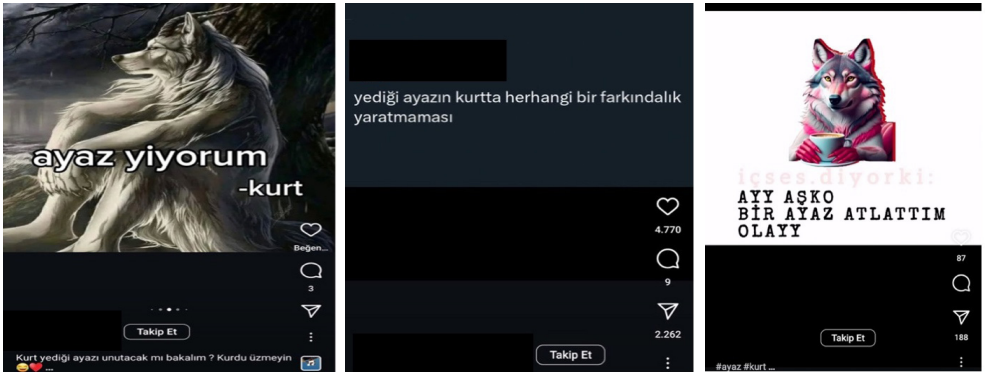 ayaz yiyorum
-kurt
Beğen...
3
Takip Et
Kurt yediği ayazı unutacak mı bakalım ? Kurdu üzmeyin
😂❤️ ...
yediği ayazın kurtta herhangi bir farkındalık
yaratmaması
4.770
9
2.262
Takip Et
içses.diyorki:
AYY AŞKO
BİR AYAZ ATLATTIM
OLAYY
87
188
Takip Et
#ayaz #kurt ...